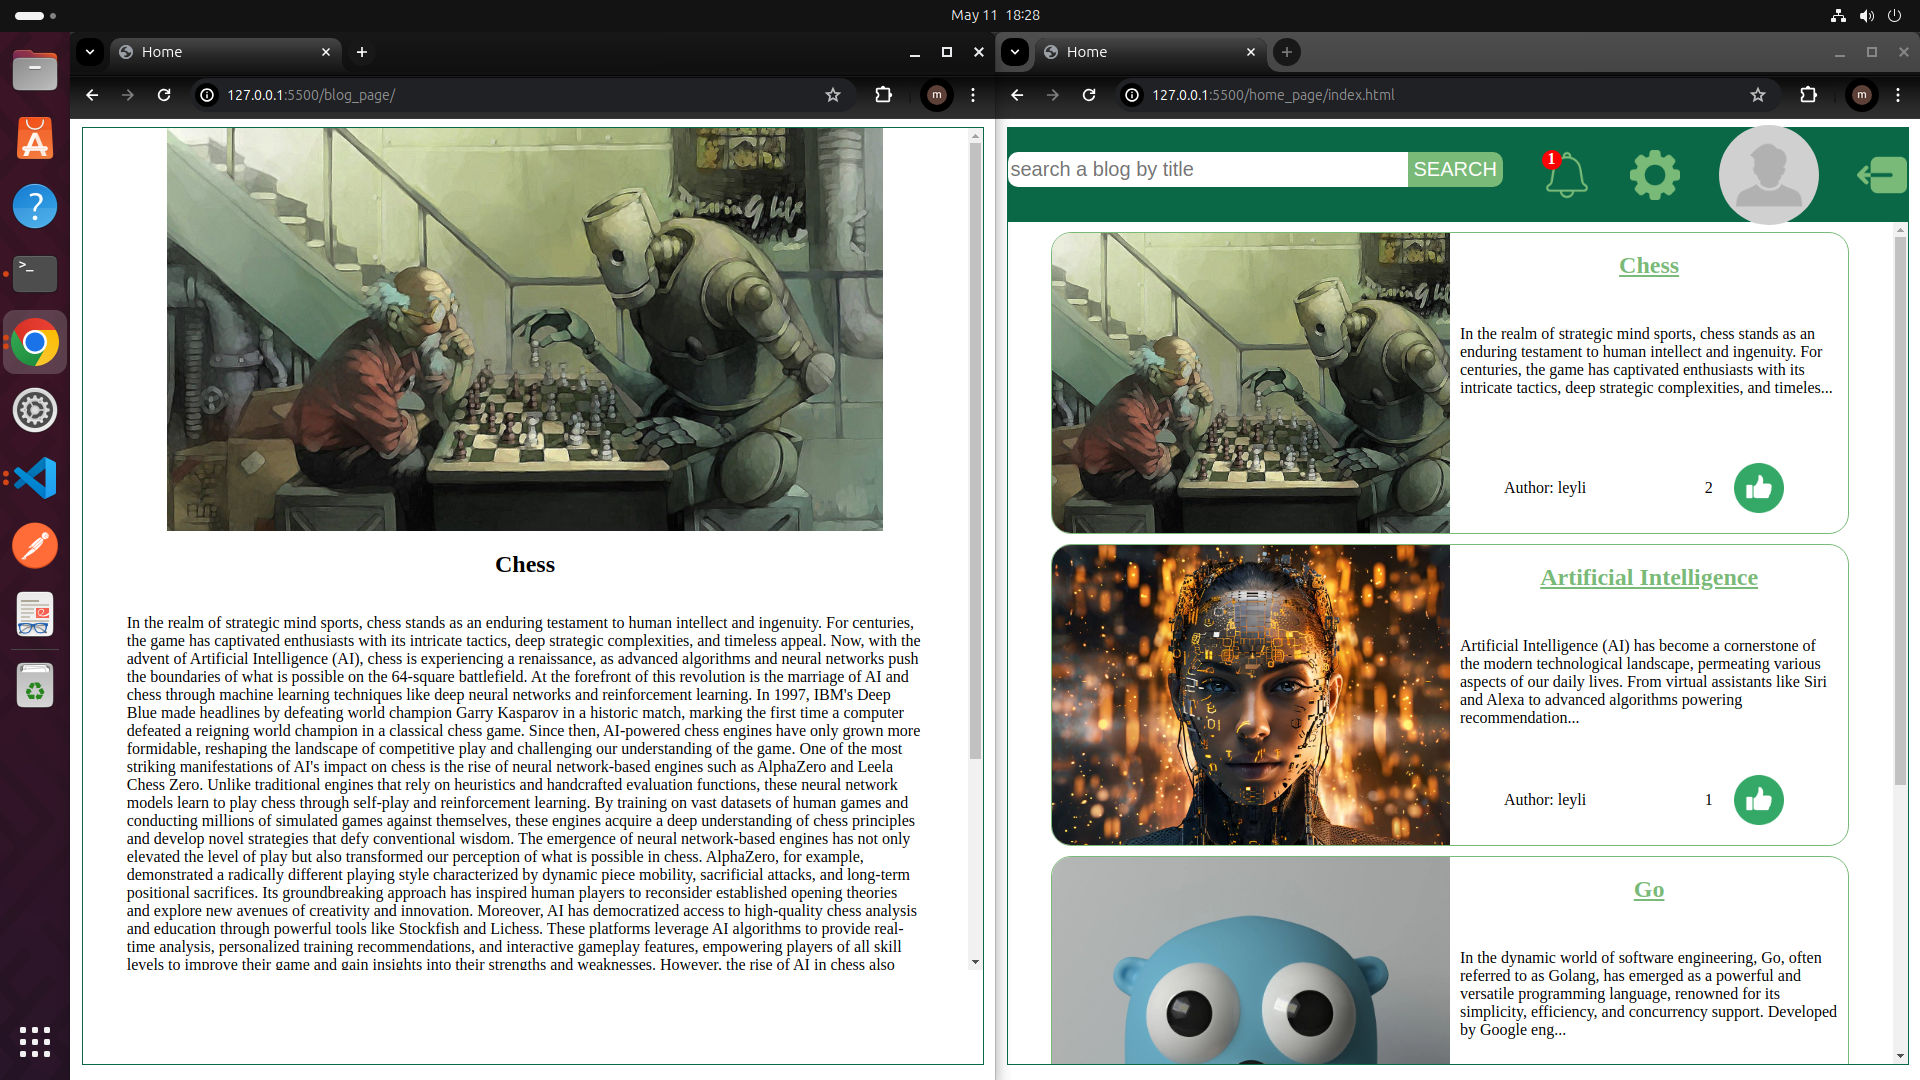 May 11 18:28
Home
127.0.0.1:5500/blog_page/
m
Chess
In the realm of strategic mind sports, chess stands as an enduring testament to human intellect and ingenuity. For centuries,
the game has captivated enthusiasts with its intricate tactics, deep strategic complexities, and timeless appeal. Now, with the
advent of Artificial Intelligence (AI), chess is experiencing a renaissance, as advanced algorithms and neural networks push
the boundaries of what is possible on the 64-square battlefield. At the forefront of this revolution is the marriage of AI and
chess through machine learning techniques like deep neural networks and reinforcement learning. In 1997, IBM's Deep
Blue made headlines by defeating world champion Garry Kasparov in a historic match, marking the first time a computer
defeated a reigning world champion in a classical chess game. Since then, AI-powered chess engines have only grown more
formidable, reshaping the landscape of competitive play and challenging our understanding of the game. One of the most
striking manifestations of AI's impact on chess is the rise of neural network-based engines such as AlphaZero and Leela
Chess Zero. Unlike traditional engines that rely on heuristics and handcrafted evaluation functions, these neural network
models learn to play chess through self-play and reinforcement learning. By training on vast datasets of human games and
conducting millions of simulated games against themselves, these engines acquire a deep understanding of chess principles
and develop novel strategies that defy conventional wisdom. The emergence of neural network-based engines has not only
elevated the level of play but also transformed our perception of what is possible in chess. AlphaZero, for example,
demonstrated a radically different playing style characterized by dynamic piece mobility, sacrificial attacks, and long-term
positional sacrifices. Its groundbreaking approach has inspired human players to reconsider established opening theories
and explore new avenues of creativity and innovation. Moreover, AI has democratized access to high-quality chess analysis
and education through powerful tools like Stockfish and Lichess. These platforms leverage AI algorithms to provide real-
time analysis, personalized training recommendations, and interactive gameplay features, empowering players of all skill
levels to improve their game and gain insights into their strengths and weaknesses. However, the rise of AI in chess also
Home
127.0.0.1:5500/home_page/index.html
m
search a blog by title
SEARCH
1
Chess
In the realm of strategic mind sports, chess stands as an
enduring testament to human intellect and ingenuity. For
centuries, the game has captivated enthusiasts with its
intricate tactics, deep strategic complexities, and timeles...
Author: leyli
2
Artificial Intelligence
Artificial Intelligence (AI) has become a cornerstone of
the modern technological landscape, permeating various
aspects of our daily lives. From virtual assistants like Siri
and Alexa to advanced algorithms powering
recommendation...
Author: leyli
1
Go
In the dynamic world of software engineering, Go, often
referred to as Golang, has emerged as a powerful and
versatile programming language, renowned for its
simplicity, efficiency, and concurrency support. Developed
by Google eng...